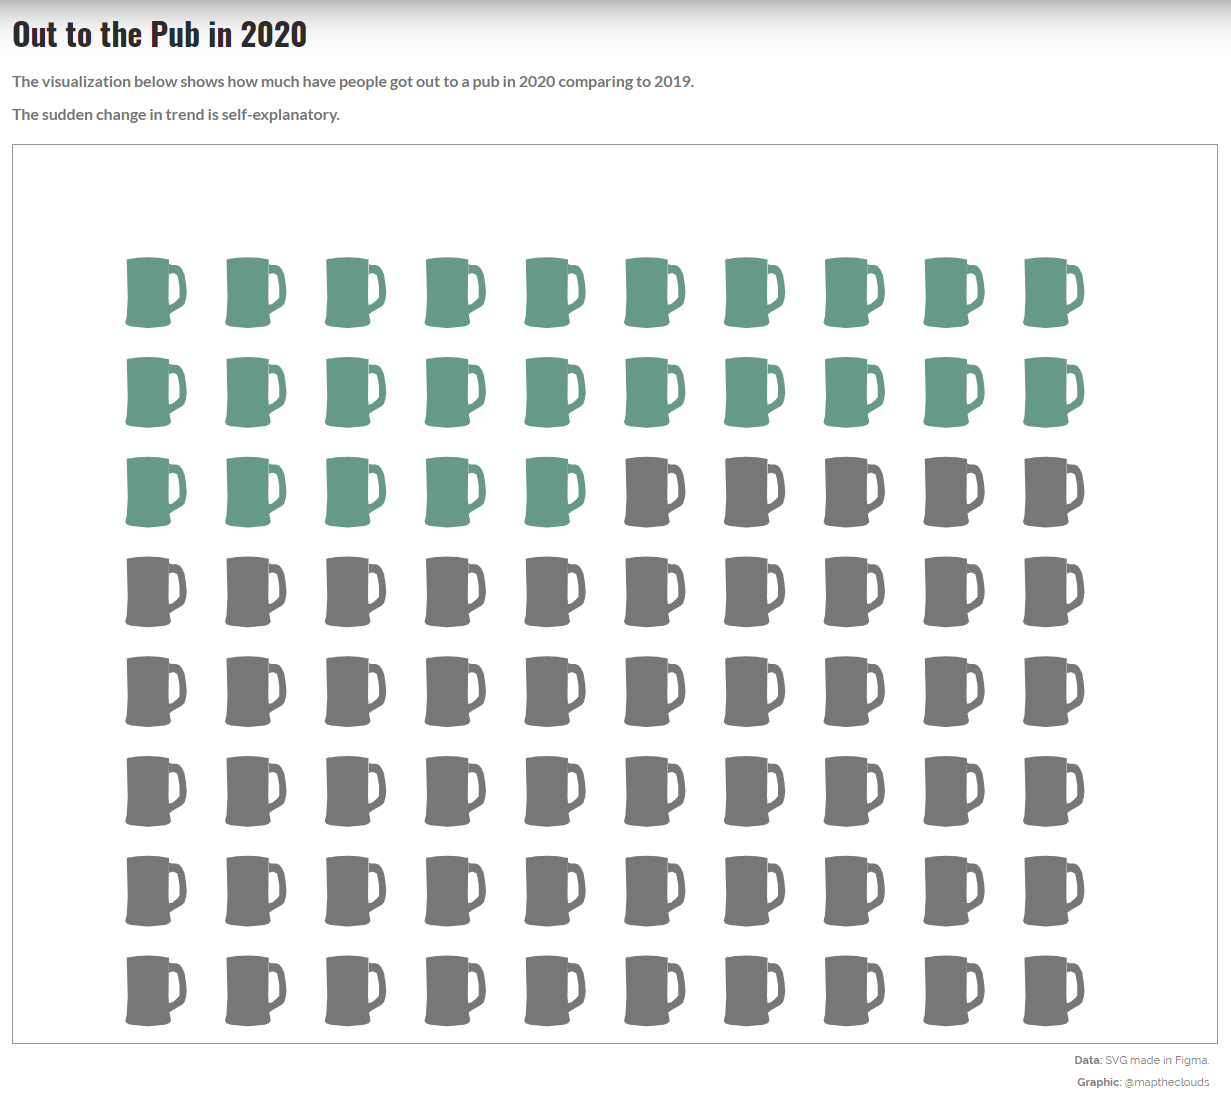 Out to the Pub in 2020
The visualization below shows how much have people got out to a pub in 2020 comparing to 2019.
The sudden change in trend is self-explanatory.
Data: SVG made in Figma.
Graphic: @maptheclouds